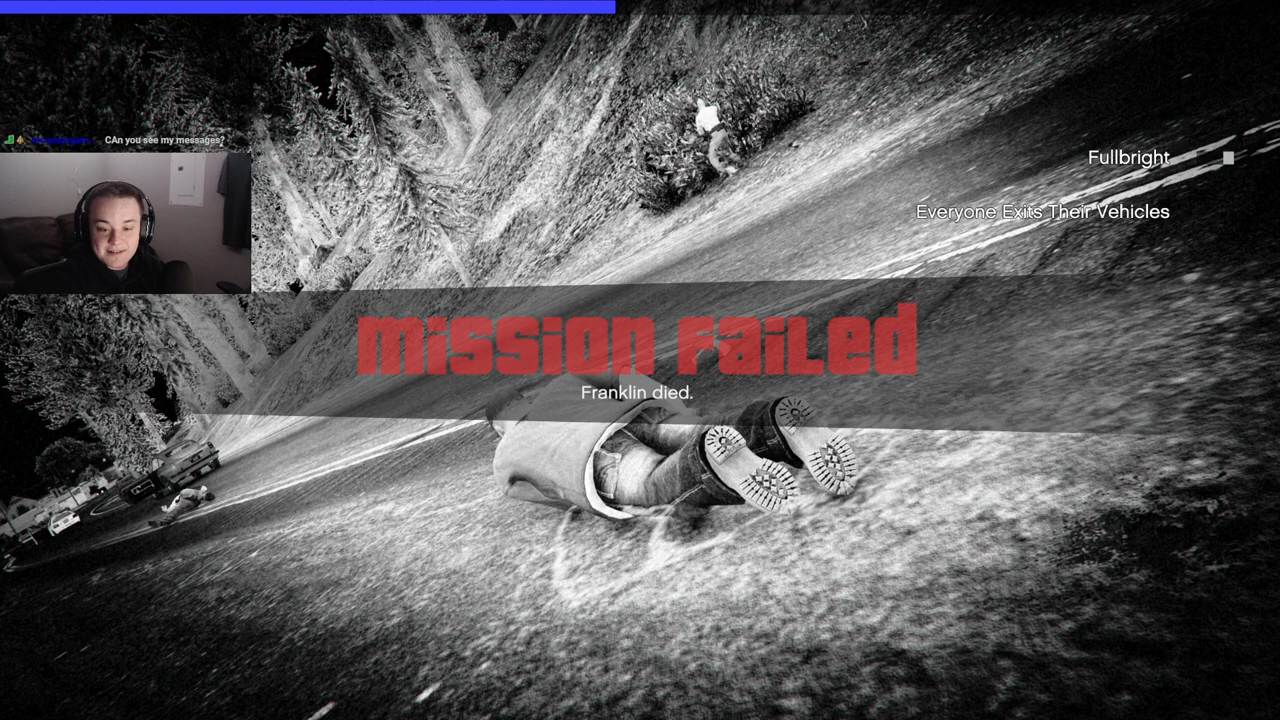 CAn you see my messages?
Fullbright
Everyone Exits Their Vehicles
mission failed
Franklin died.